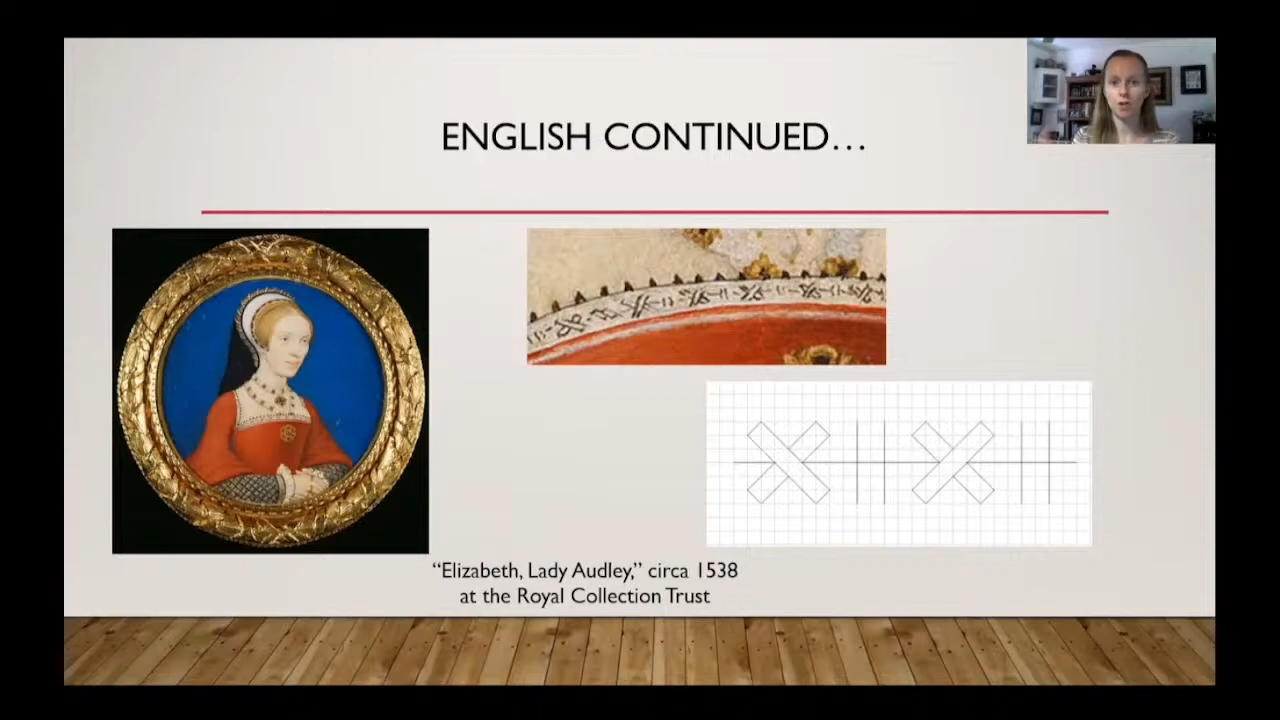 ENGLISH CONTINUED…
“Elizabeth, Lady Audley,” circa 1538
at the Royal Collection Trust